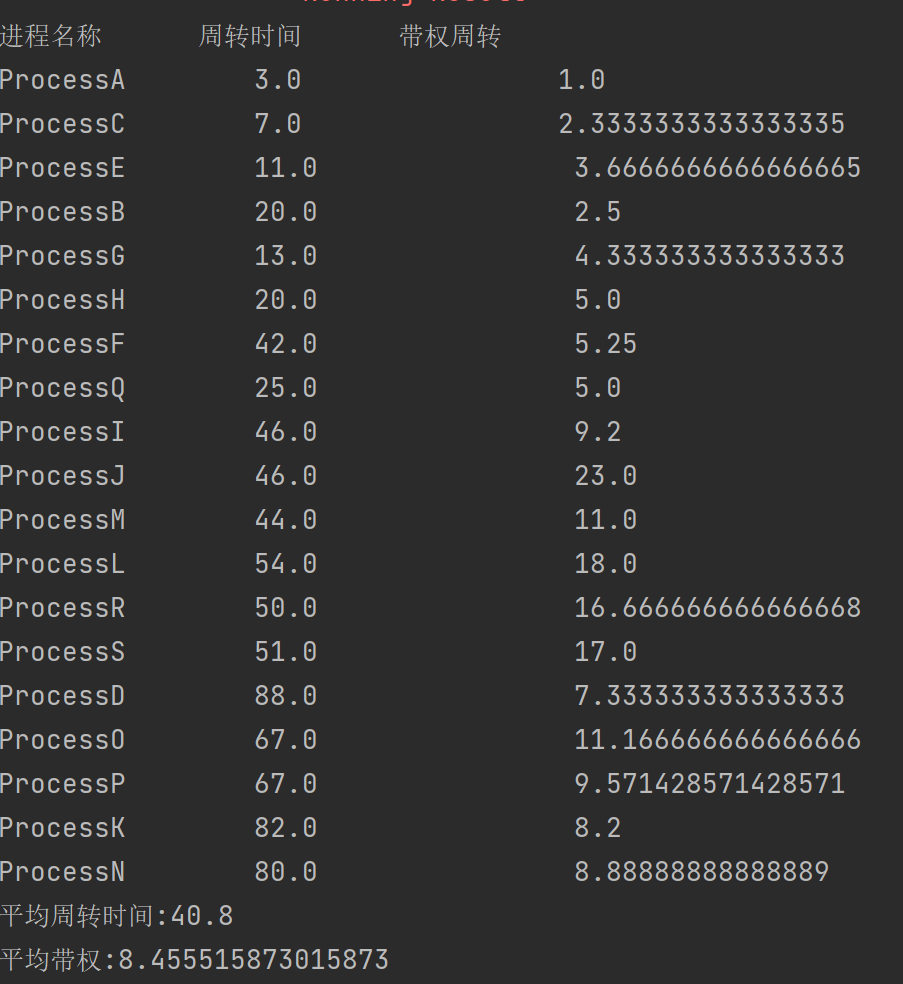 进程名称 周转时间 带权周转
ProcessA 3.0 1.0
ProcessC 7.0 2.3333333333333335
ProcessE 11.0 3.6666666666666665
ProcessB 20.0 2.5
ProcessG 13.0 4.333333333333333
ProcessH 20.0 5.0
ProcessF 42.0 5.25
ProcessQ 25.0 5.0
ProcessI 46.0 9.2
ProcessJ 46.0 23.0
ProcessM 44.0 11.0
ProcessL 54.0 18.0
ProcessR 50.0 16.666666666666668
ProcessS 51.0 17.0
ProcessD 88.0 7.333333333333333
ProcessO 67.0 11.166666666666666
ProcessP 67.0 9.571428571428571
ProcessK 82.0 8.2
ProcessN 80.0 8.88888888888889
平均周转时间:40.8
平均带权:8.455515873015873